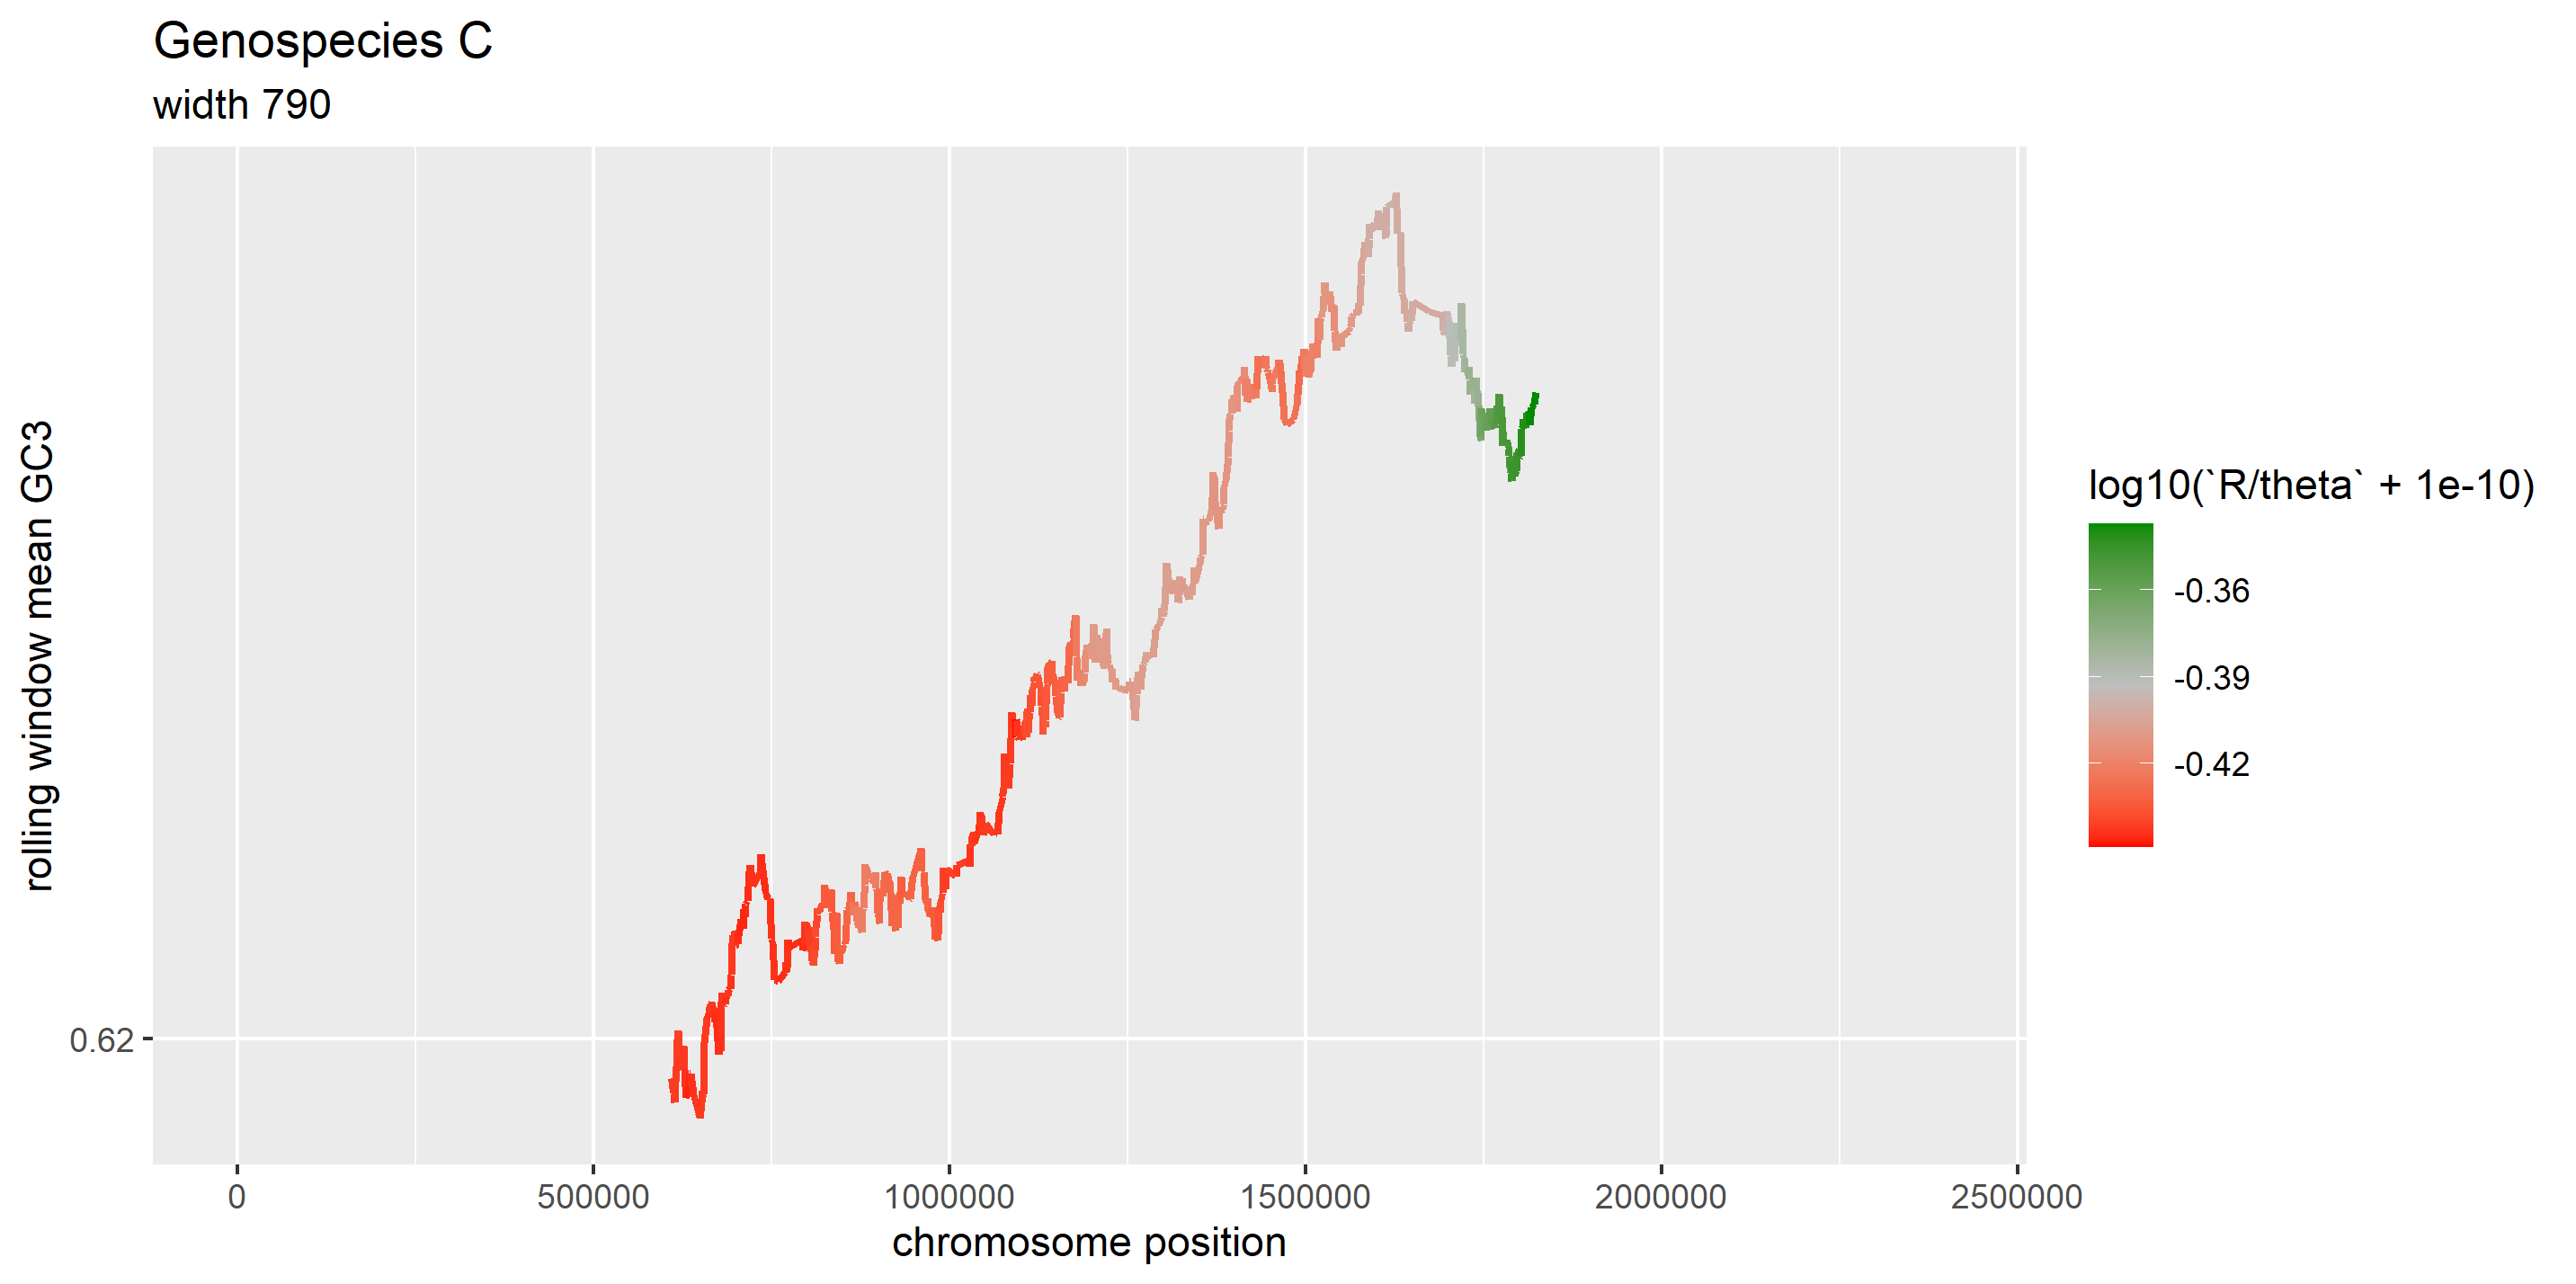 Genospecies C
width 790
rolling window mean GC3
0.62
0
500000
1000000
1500000
2000000
2500000
chromosome position
log10(`R/theta` + 1e-10)
-0.36
-0.39
-0.42